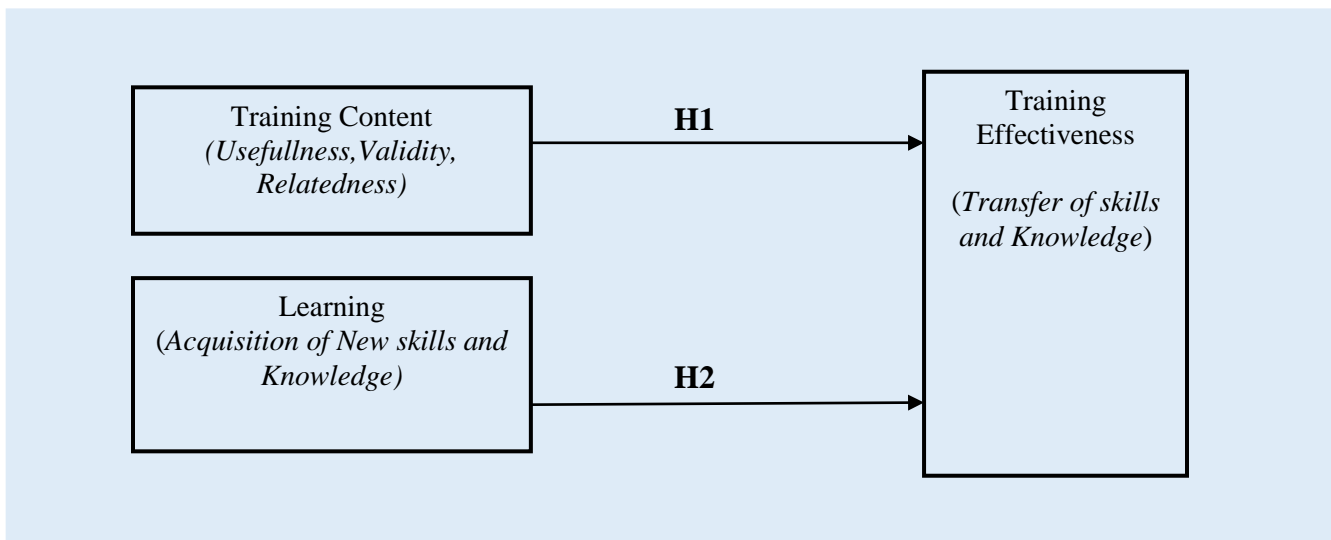 Training Content
(Usefullness,Validity,
Relatedness)
H1
Training
Effectiveness
(Transfer of skills
and Knowledge)
Learning
(Acquisition of New skills and
Knowledge)
H2